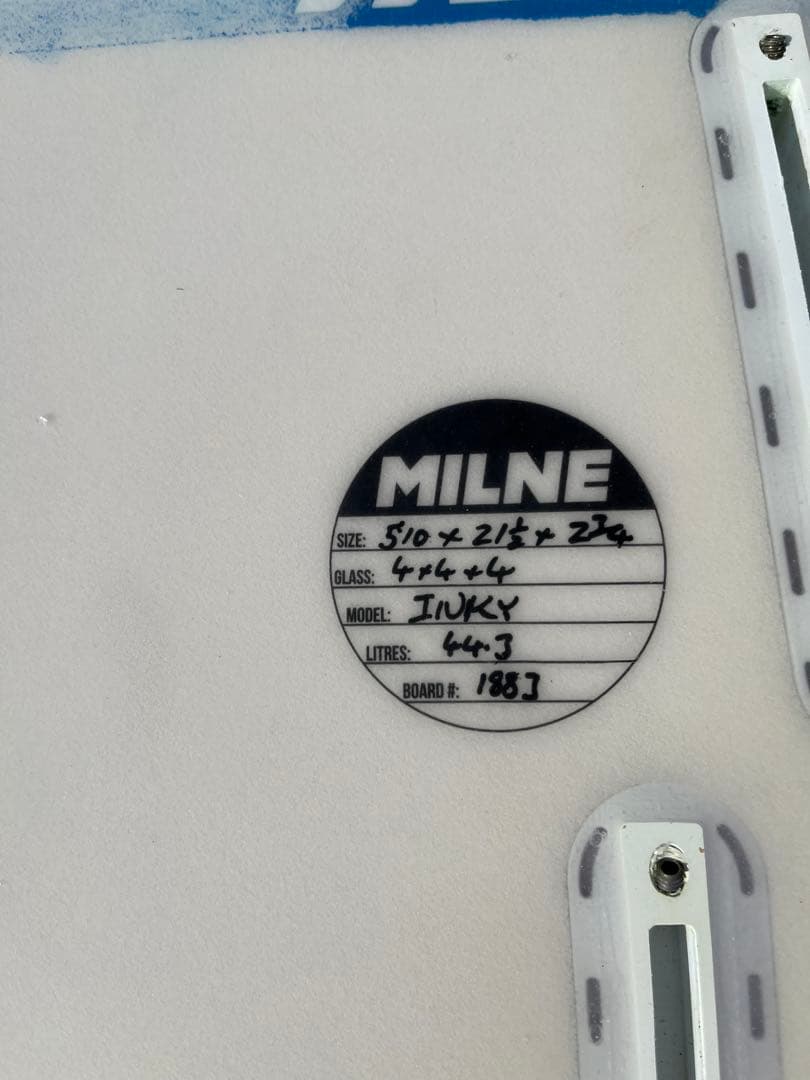 MILNE
SIZE: 5'10 x 21½ x 2¾
GLASS: 4+4+4
MODEL: INKY
LITRES: 44.3
BOARD #: 1883